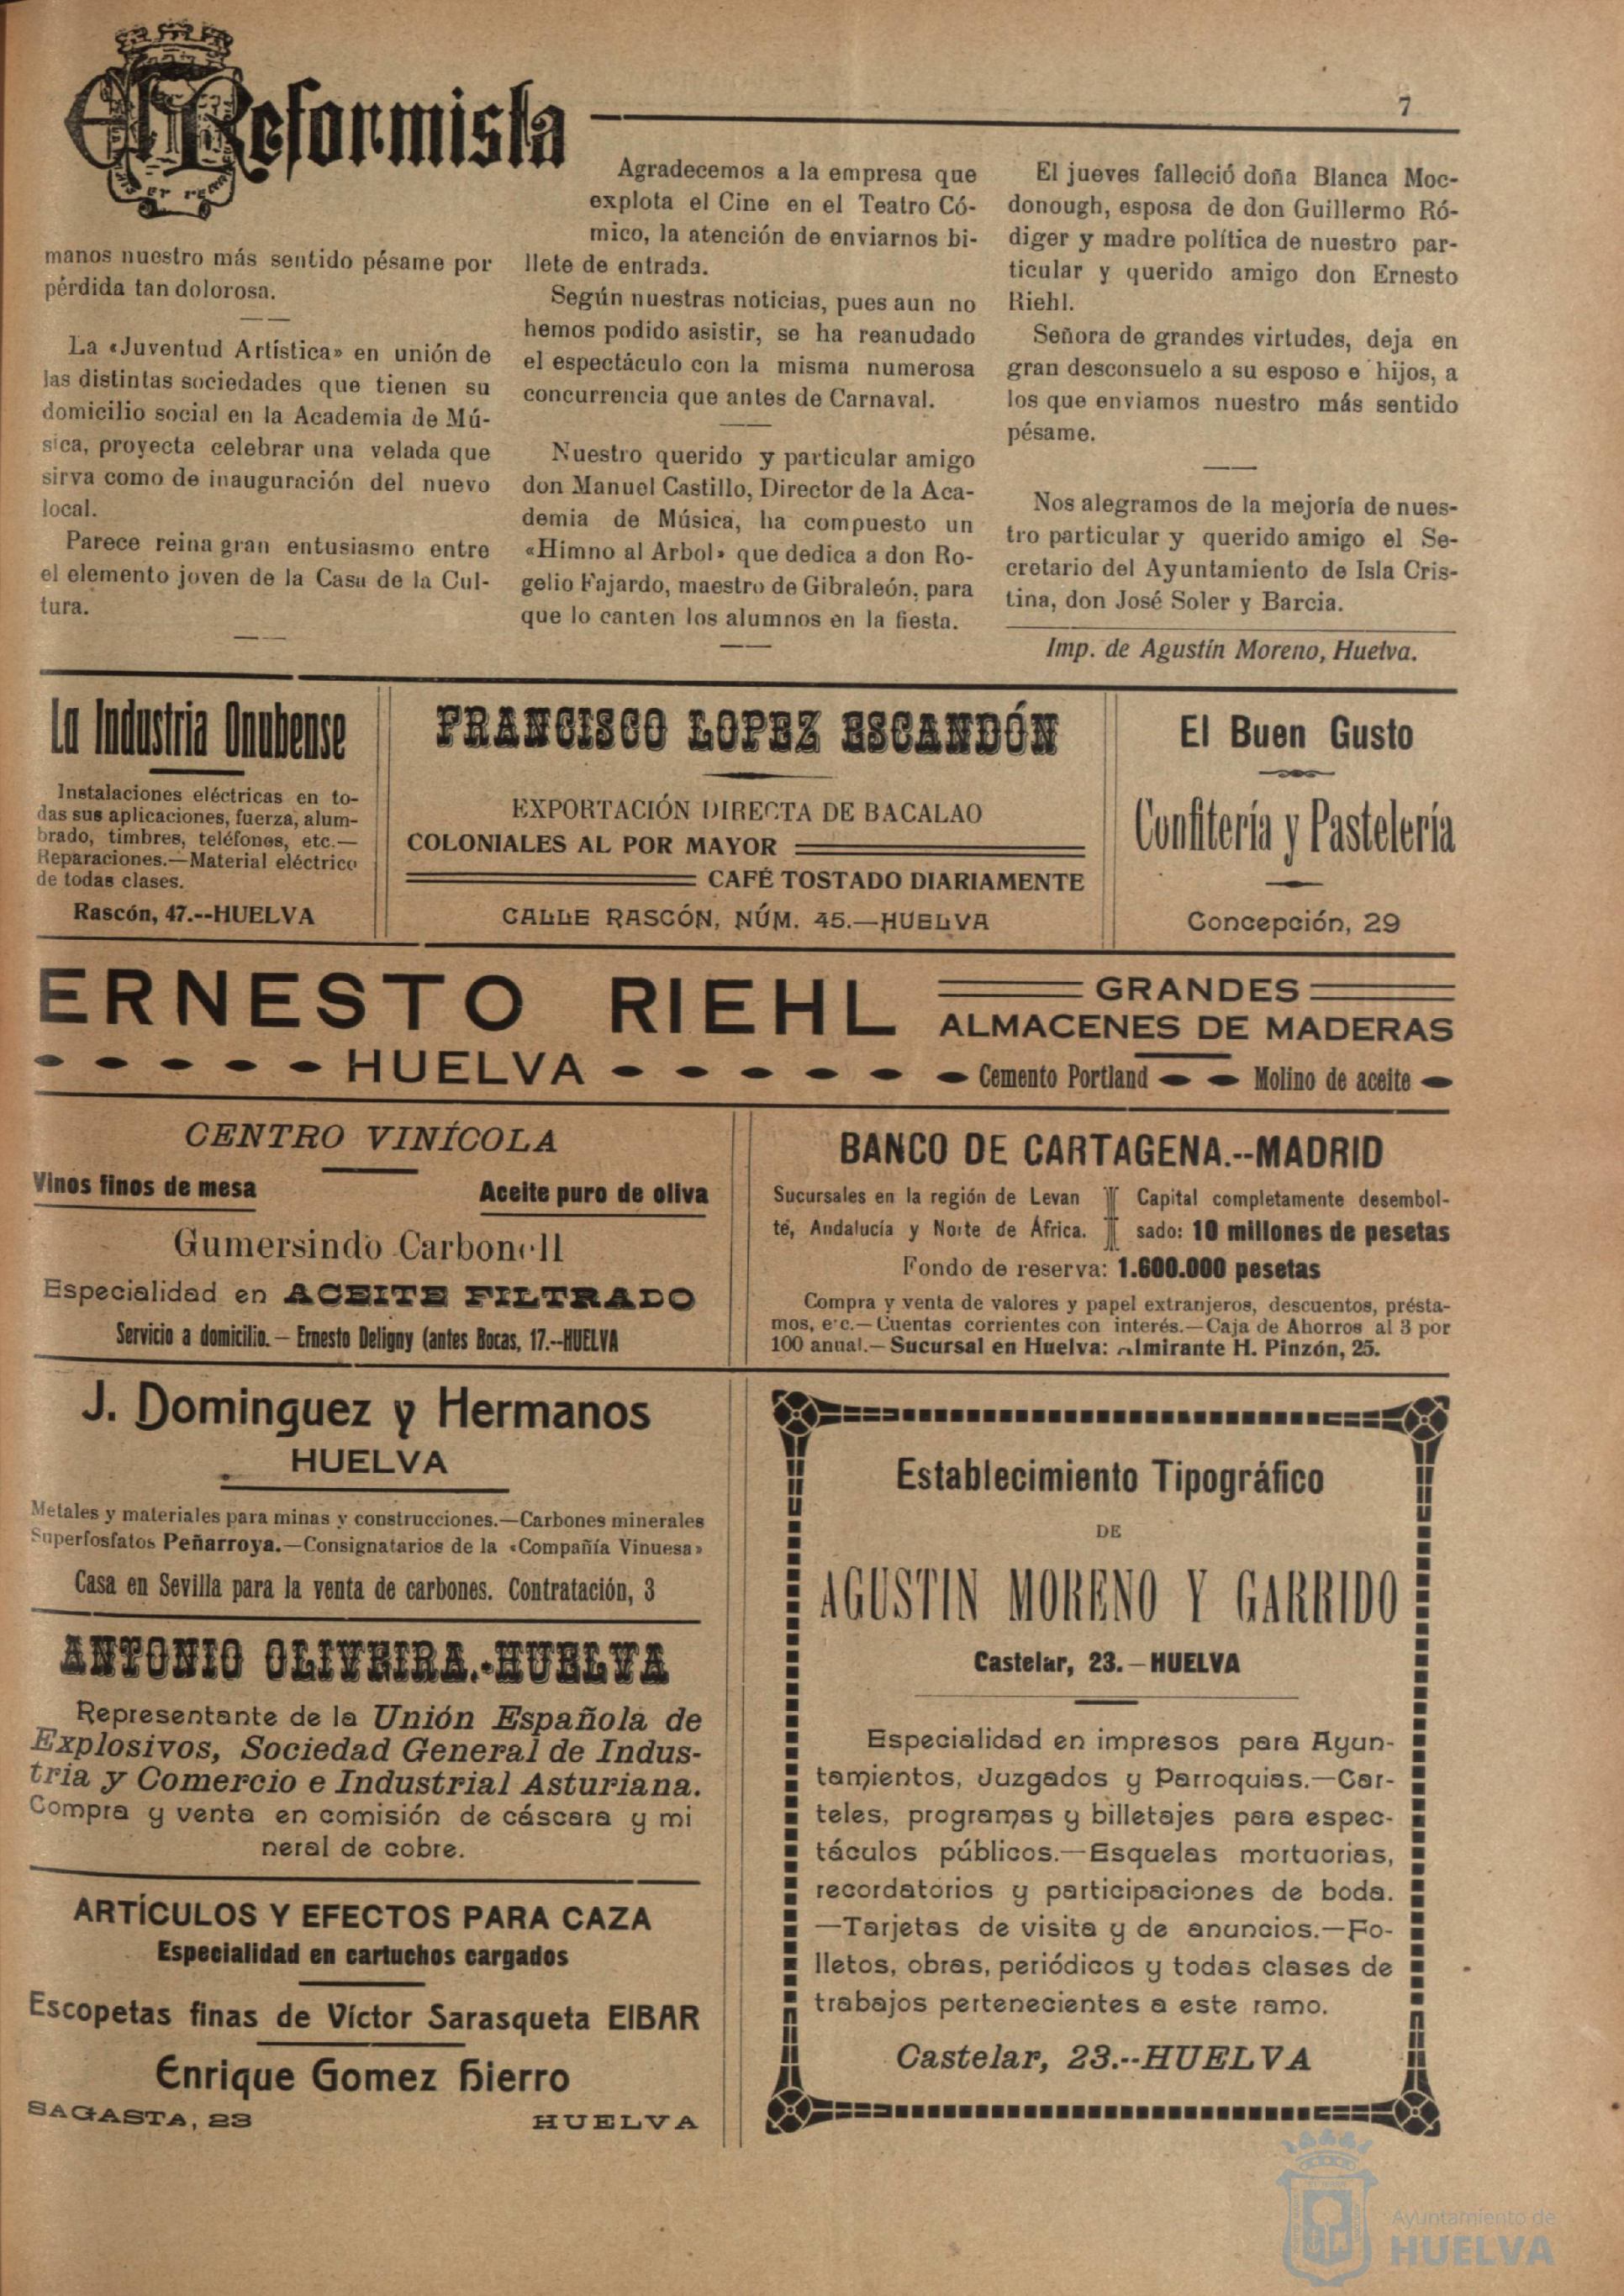 El Reformista
7
manos nuestro más sentido pésame por
pérdida tan dolorosa.
La «Juventud Artística» en unión de
las distintas sociedades que tienen su
domicilio social en la Academia de Mú-
sica, proyecta celebrar una velada que
sirva como de inauguración del nuevo
local.
Parece reina gran entusiasmo entre
el elemento joven de la Casa de la Cul-
tura.
Agradecemos a la empresa que
explota el Cine en el Teatro Có-
mico, la atención de enviarnos bi-
llete de entrada.
Según nuestras noticias, pues aun no
hemos podido asistir, se ha reanudado
el espectáculo con la misma numerosa
concurrencia que antes de Carnaval.
Nuestro querido y particular amigo
don Manuel Castillo, Director de la Aca-
demia de Música, ha compuesto un
«Himno al Arbol» que dedica a don Ro-
gelio Fajardo, maestro de Gibraleón, para
que lo canten los alumnos en la fiesta.
El jueves falleció doña Blanca Moc-
donough, esposa de don Guillermo Ró-
diger y madre política de nuestro par-
ticular y querido amigo don Ernesto
Riehl.
Señora de grandes virtudes, deja en
gran desconsuelo a su esposo e hijos, a
los que enviamos nuestro más sentido
pésame.
Nos alegramos de la mejoría de nues-
tro particular y querido amigo el Se-
cretario del Ayuntamiento de Isla Cris-
tina, don José Soler y Barcia.
Imp. de Agustín Moreno, Huelva.
La Industria Onubense
Instalaciones eléctricas en to-
das sus aplicaciones, fuerza, alum-
brado, timbres, teléfonos, etc.—
Reparaciones.—Material eléctrico
de todas clases.
Rascón, 47.--HUELVA
FRANCISCO LOPEZ ESCANDÓN
EXPORTACIÓN DIRECTA DE BACALAO
COLONIALES AL POR MAYOR
CAFÉ TOSTADO DIARIAMENTE
CALLE RASCÓN, NÚM. 45.—HUELVA
El Buen Gusto
Confitería y Pastelería
Concepción, 29
ERNESTO RIEHL
HUELVA
GRANDES
ALMACENES DE MADERAS
Cemento Portland Molino de aceite
CENTRO VINÍCOLA
Vinos finos de mesa Aceite puro de oliva
Gumersindo Carbonell
Especialidad en ACEITE FILTRADO
Servicio a domicilio.—Ernesto Deligny (antes Bocas, 17.--HUELVA
BANCO DE CARTAGENA.--MADRID
Sucursales en la región de Levan
te, Andalucía y Norte de África.
Capital completamente desembol-
sado: 10 millones de pesetas
Fondo de reserva: 1.600.000 pesetas
Compra y venta de valores y papel extranjeros, descuentos, présta-
mos, etc.—Cuentas corrientes con interés.—Caja de Ahorros al 3 por
100 anual.—Sucursal en Huelva: Almirante H. Pinzón, 25.
J. Dominguez y Hermanos
HUELVA
Metales y materiales para minas y construcciones.—Carbones minerales
Superfosfatos Peñarroya.—Consignatarios de la «Compañía Vinuesa»
Casa en Sevilla para la venta de carbones. Contratación, 3
ANTONIO OLIVEIRA.-HUELVA
Representante de la Unión Española de
Explosivos, Sociedad General de Indus-
tria y Comercio e Industrial Asturiana.
Compra y venta en comisión de cáscara y mi
neral de cobre.
ARTÍCULOS Y EFECTOS PARA CAZA
Especialidad en cartuchos cargados
Escopetas finas de Víctor Sarasqueta EIBAR
Enrique Gomez Hierro
SAGASTA, 23 HUELVA
Establecimiento Tipográfico
DE
AGUSTIN MORENO Y GARRIDO
Castelar, 23.—HUELVA
Especialidad en impresos para Ayun-
tamientos, Juzgados y Parroquias.—Car-
teles, programas y billetajes para espec-
táculos públicos.—Esquelas mortuorias,
recordatorios y participaciones de boda.
—Tarjetas de visita y de anuncios.—Fo-
lletos, obras, periódicos y todas clases de
trabajos pertenecientes a este ramo.
Castelar, 23.--HUELVA
Ayuntamiento de
HUELVA